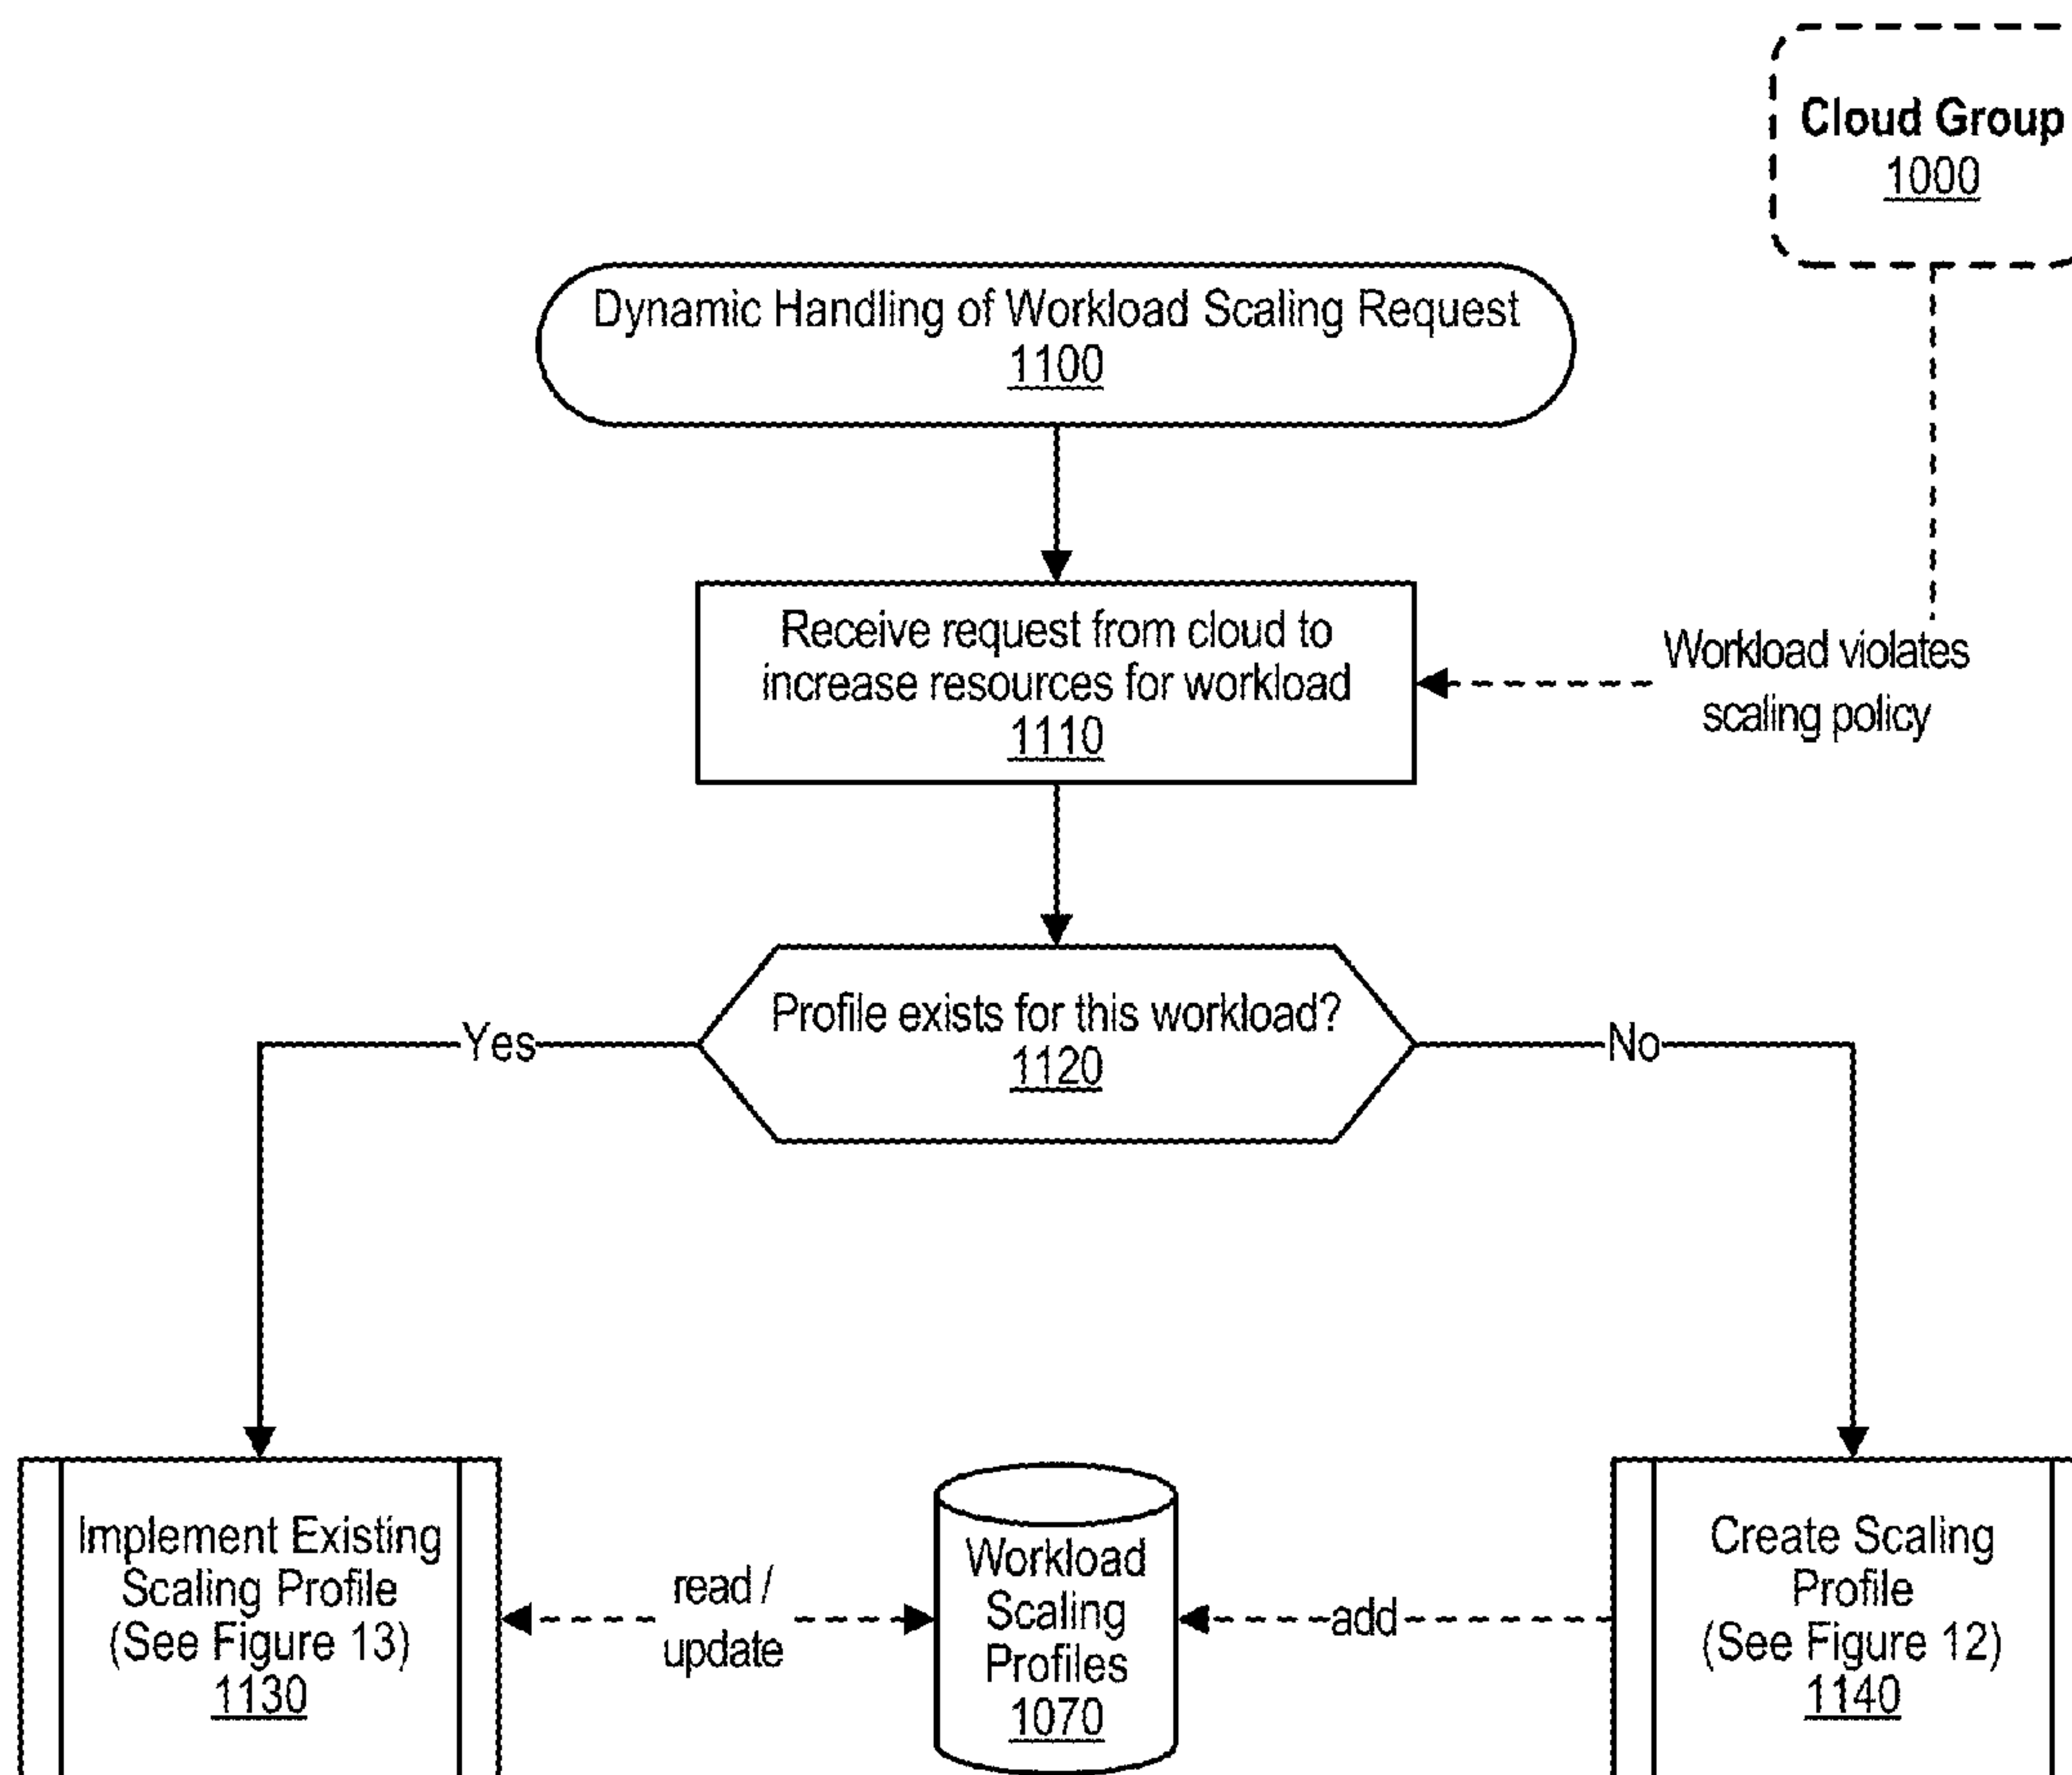 Cloud Group
1000
Dynamic Handling of Workload Scaling Request
1100
Receive request from cloud to
increase resources for workload
1110
Workload violates
scaling policy
Profile exists for this workload?
1120
Yes
No
Implement Existing
Scaling Profile
(See Figure 13)
1130
read /
update
Workload
Scaling
Profiles
1070
add
Create Scaling
Profile
(See Figure 12)
1140